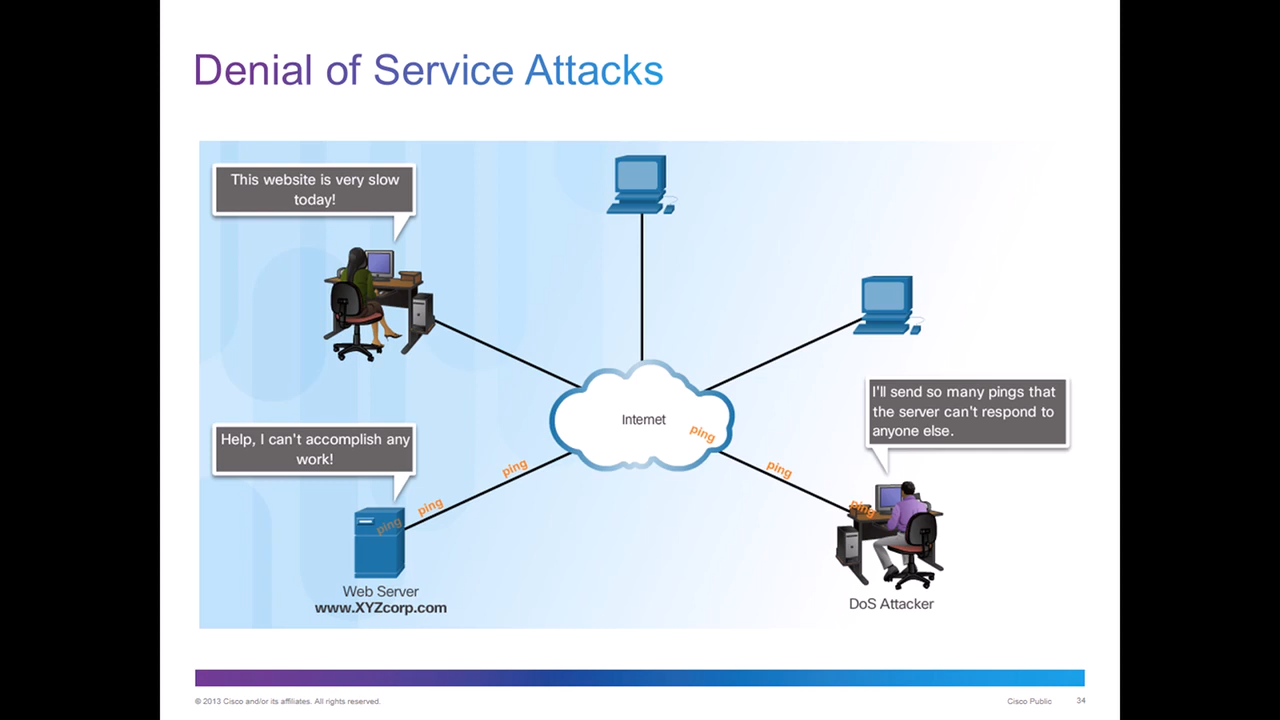 Denial of Service Attacks
This website is very slow
today!
I'll send so many pings that
the server can't respond to
anyone else.
Internet
ping
Help, I can't accomplish any
work!
ping
ping
ping
ping
ping
Web Server
www.XYZcorp.com
DoS Attacker
© 2013 Cisco and/or its affiliates. All rights reserved.
Cisco Public
34